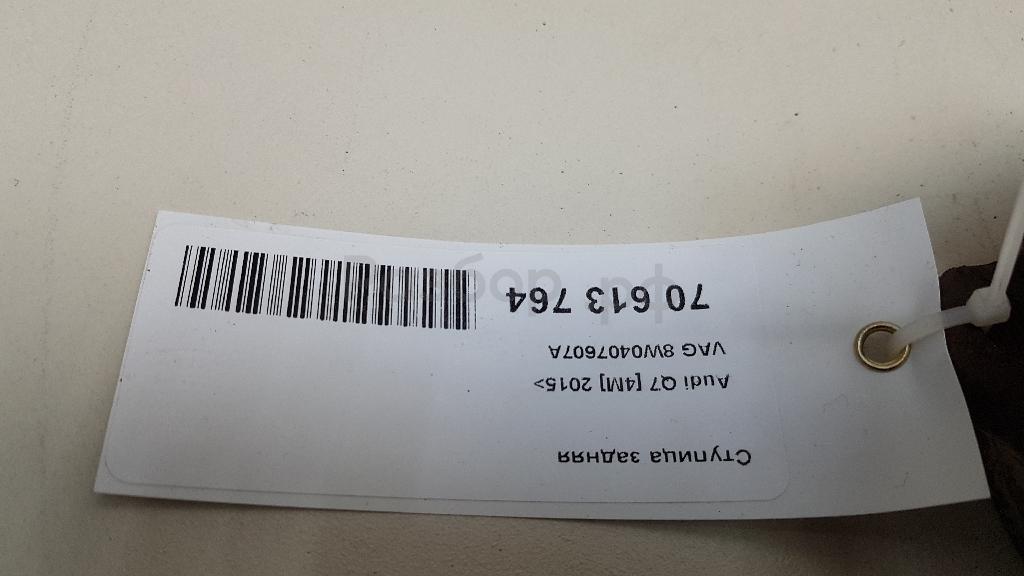 Ступица задняя
Audi Q7 [4M] 2015>
VAG 8W0407607A
70 613 764